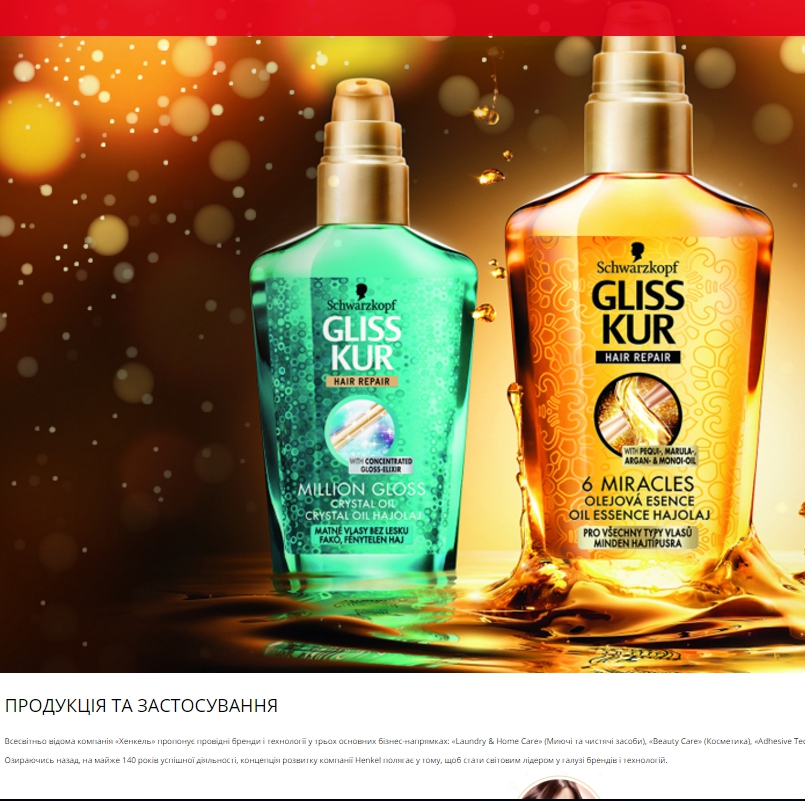 Schwarzkopf
GLISS
KUR
HAIR REPAIR
WITH CONCENTRATED
GLOSS-ELIXIR
MILLION GLOSS
CRYSTAL OIL
CRYSTAL OIL HAJOLAJ
MATNÉ VLASY BEZ LESKU
FAKÓ, FÉNYTELEN HAJ
Schwarzkopf
GLISS
KUR
HAIR REPAIR
WITH PEQUI-, MARULA-,
ARGAN- & MONOI-OIL
6 MIRACLES
OLEJOVÁ ESENCE
OIL ESSENCE HAJOLAJ
PRO VŠECHNY TYPY VLASŮ
MINDEN HAJTÍPUSRA
ПРОДУКЦІЯ ТА ЗАСТОСУВАННЯ
Всесвітньо відома компанія «Хенкель» пропонує провідні бренди і технології у трьох основних бізнес-напрямках: «Laundry & Home Care» (Миючі та чистячі засоби), «Beauty Care» (Косметика), «Adhesive Tec
Озираючись назад, на майже 140 років успішної діяльності, концепція розвитку компанії Henkel полягає у тому, щоб стати світовим лідером у галузі брендів і технологій.